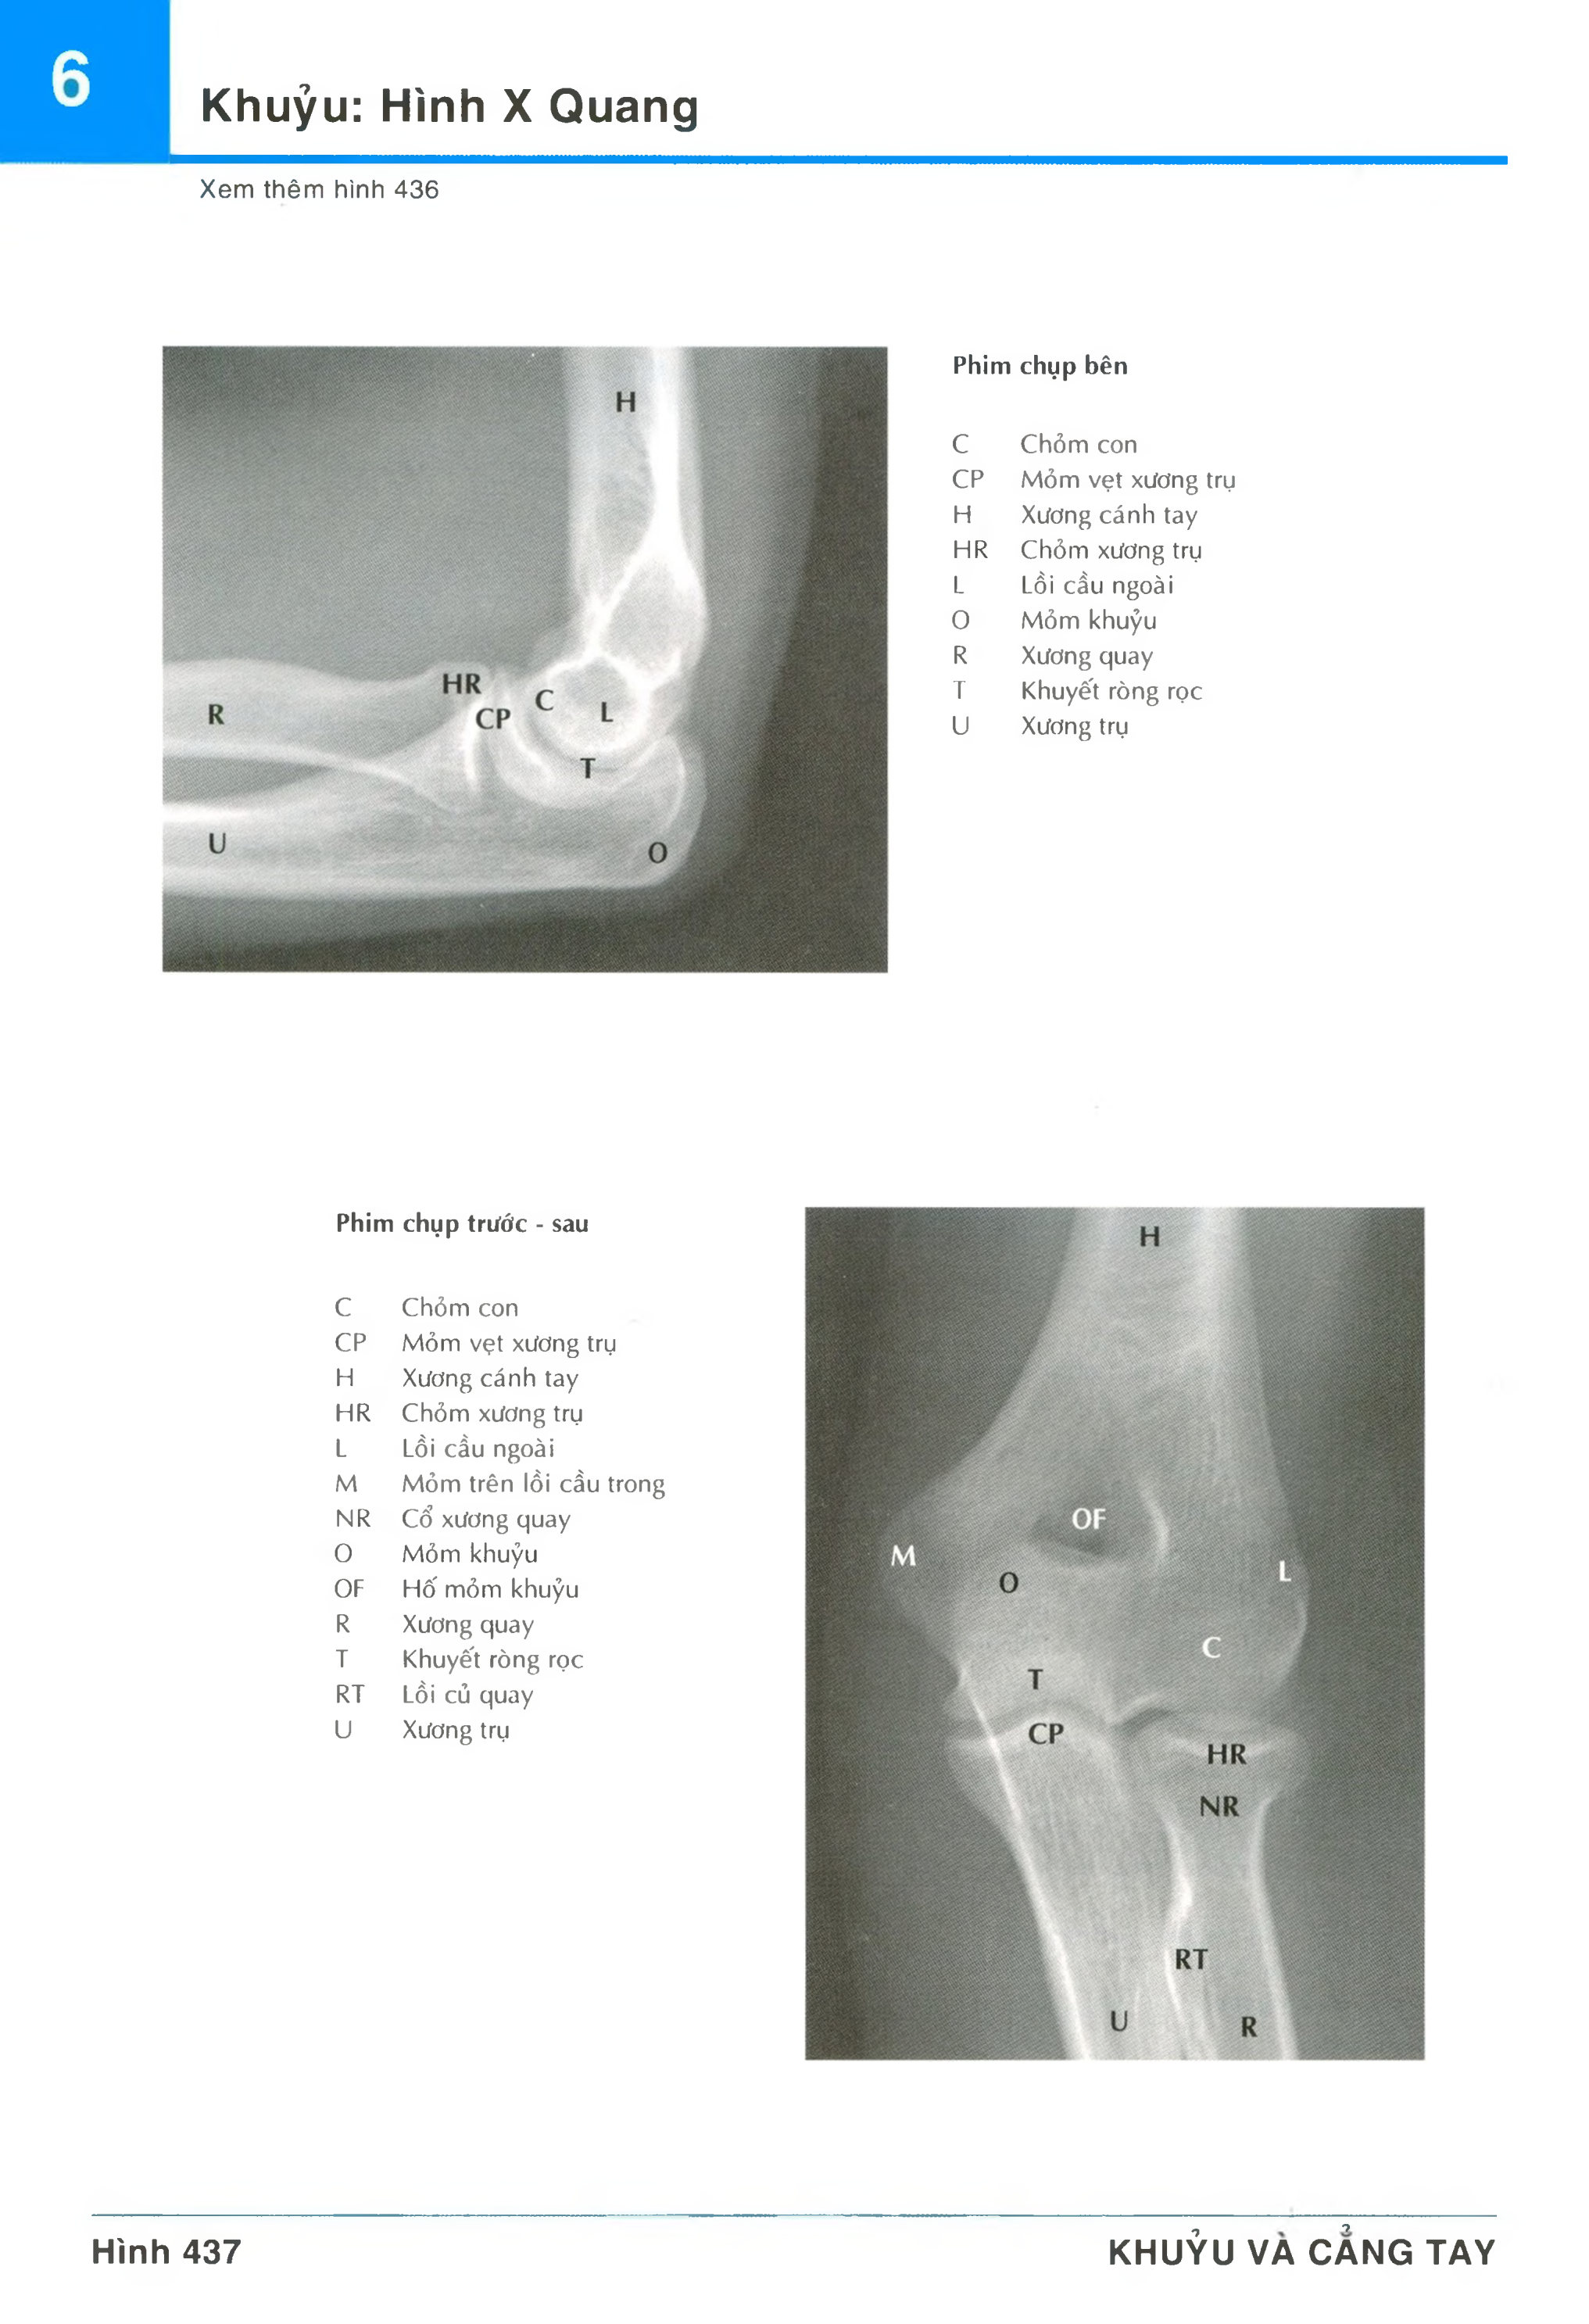 6
Khuỷu: Hình X Quang
Xem thêm hình 436
H
HR
C
L
R
CP
T
U
O
Phim chụp bên
C Chỏm con
CP Mỏm vẹt xương trụ
H Xương cánh tay
HR Chỏm xương trụ
L Lồi cầu ngoài
O Mỏm khuỷu
R Xương quay
T Khuyết ròng rọc
U Xương trụ
Phim chụp trước - sau
C Chỏm con
CP Mỏm vẹt xương trụ
H Xương cánh tay
HR Chỏm xương trụ
L Lồi cầu ngoài
M Mỏm trên lồi cầu trong
NR Cổ xương quay
O Mỏm khuỷu
OF Hố mỏm khuỷu
R Xương quay
T Khuyết ròng rọc
RT Lồi củ quay
U Xương trụ
H
OF
M
L
O
C
T
CP
HR
NR
RT
U
R
Hình 437
KHUỶU VÀ CẲNG TAY